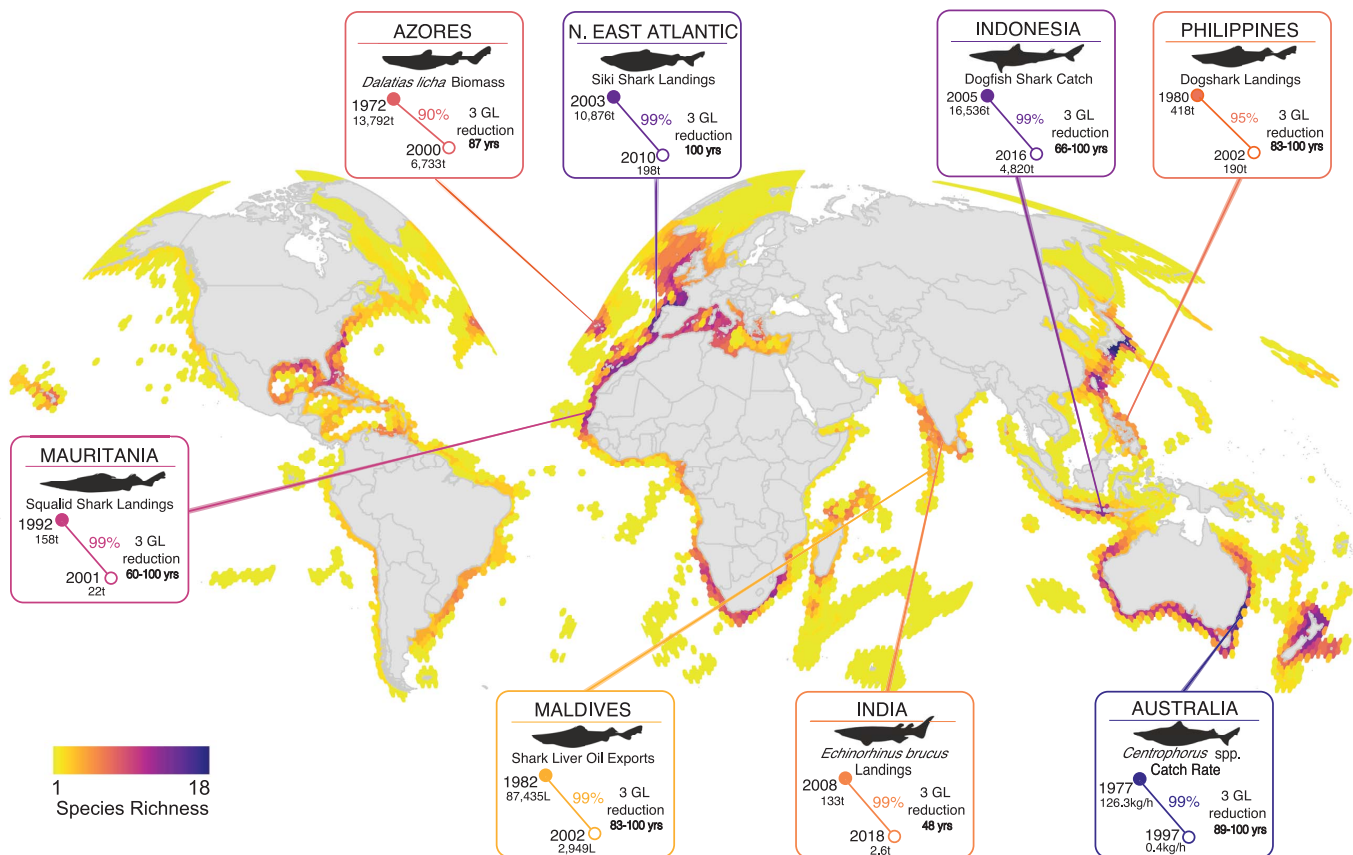 AZORES
Dalatias licha Biomass
1972
13,792t
90%
2000
6,733t
3 GL
reduction
87 yrs
N. EAST ATLANTIC
Siki Shark Landings
2003
10,876t
99%
2010
198t
3 GL
reduction
100 yrs
INDONESIA
Dogfish Shark Catch
2005
16,536t
99%
2016
4,820t
3 GL
reduction
66-100 yrs
PHILIPPINES
Dogshark Landings
1980
418t
95%
2002
190t
3 GL
reduction
83-100 yrs
MAURITANIA
Squalid Shark Landings
1992
158t
99%
2001
22t
3 GL
reduction
60-100 yrs
MALDIVES
Shark Liver Oil Exports
1982
87,435L
99%
2002
2,949L
3 GL
reduction
83-100 yrs
INDIA
Echinorhinus brucus
Landings
2008
133t
99%
2018
2.6t
3 GL
reduction
48 yrs
AUSTRALIA
Centrophorus spp.
Catch Rate
1977
126.3kg/h
99%
1997
0.4kg/h
3 GL
reduction
89-100 yrs
1 18
Species Richness